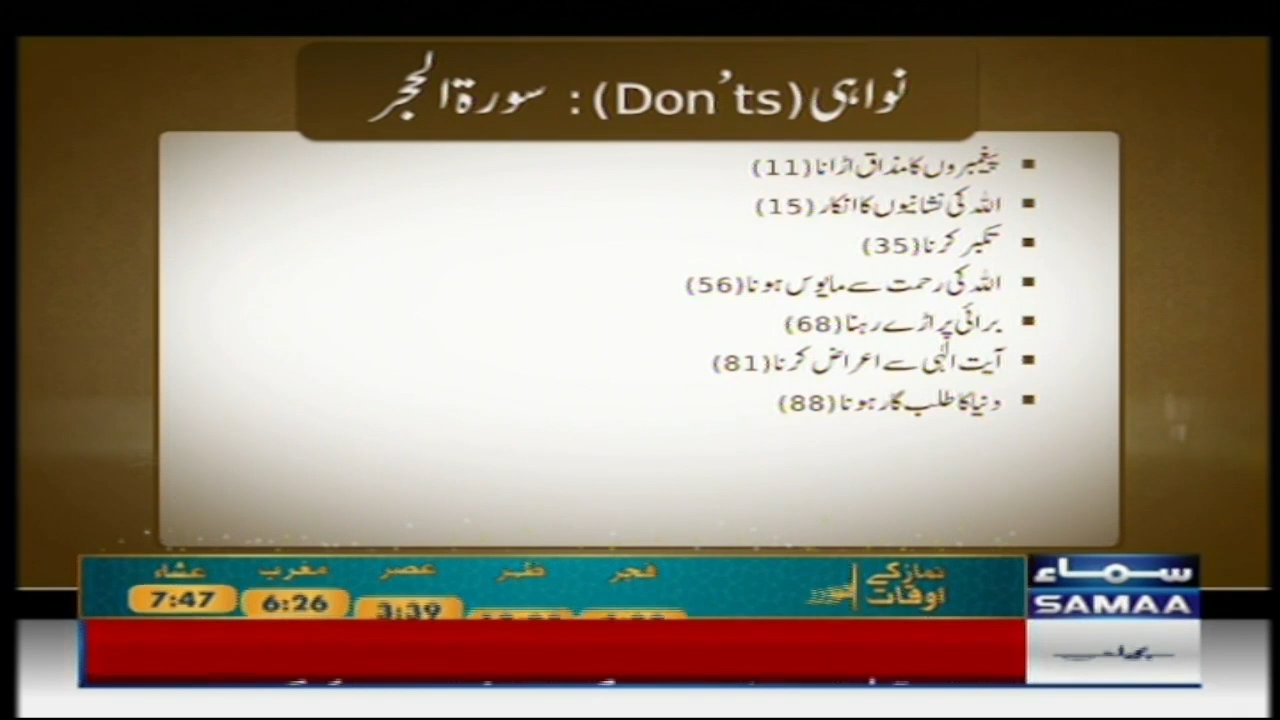 نواہی (Don'ts) : سورۃ الحجر
▪ پیغمبروں کا مذاق اڑانا (11)
▪ اللہ کی نشانیوں کا انکار (15)
▪ تکبر کرنا (35)
▪ اللہ کی رحمت سے مایوس ہونا (56)
▪ برائی پر اڑے رہنا (68)
▪ آیت الٰہی سے اعراض کرنا (81)
▪ دنیا کا طلب گار ہونا (88)
نماز کے اوقات
فجر ظہر عصر مغرب عشاء
3:39 6:26 7:47
سماء
SAMAA